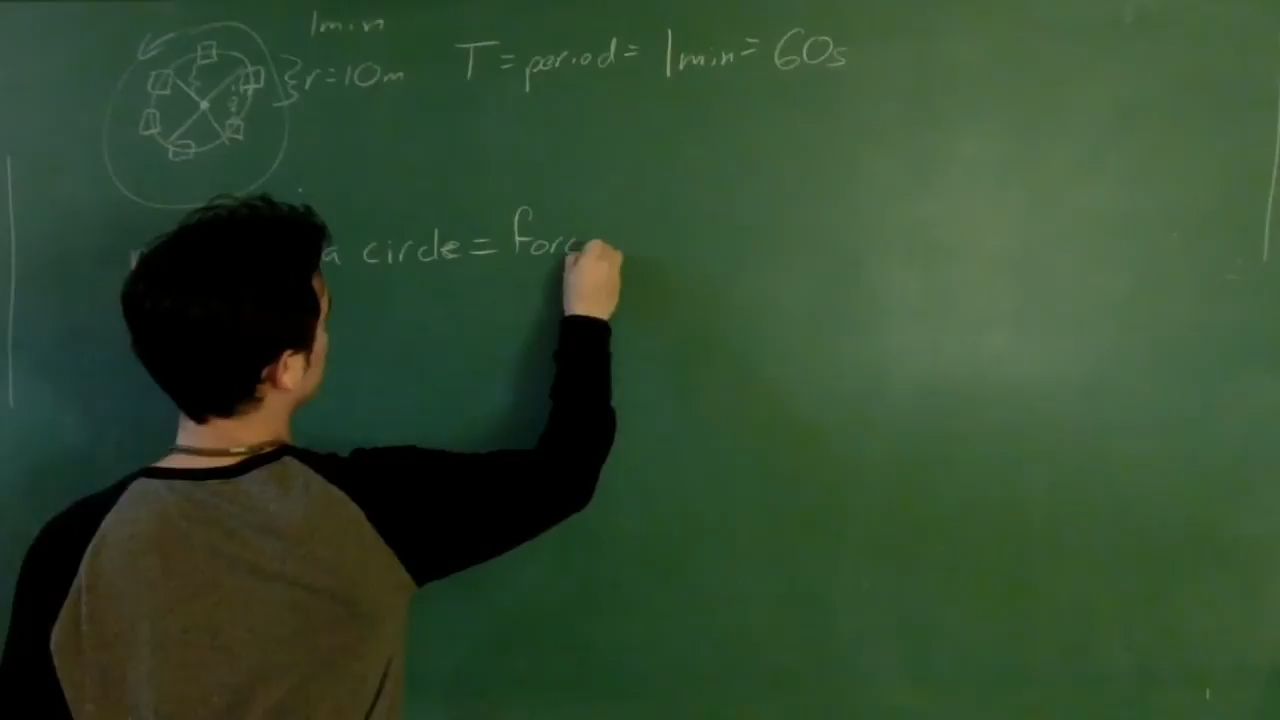 1min
r=10m
T=period=1min=60s
a circle=forc